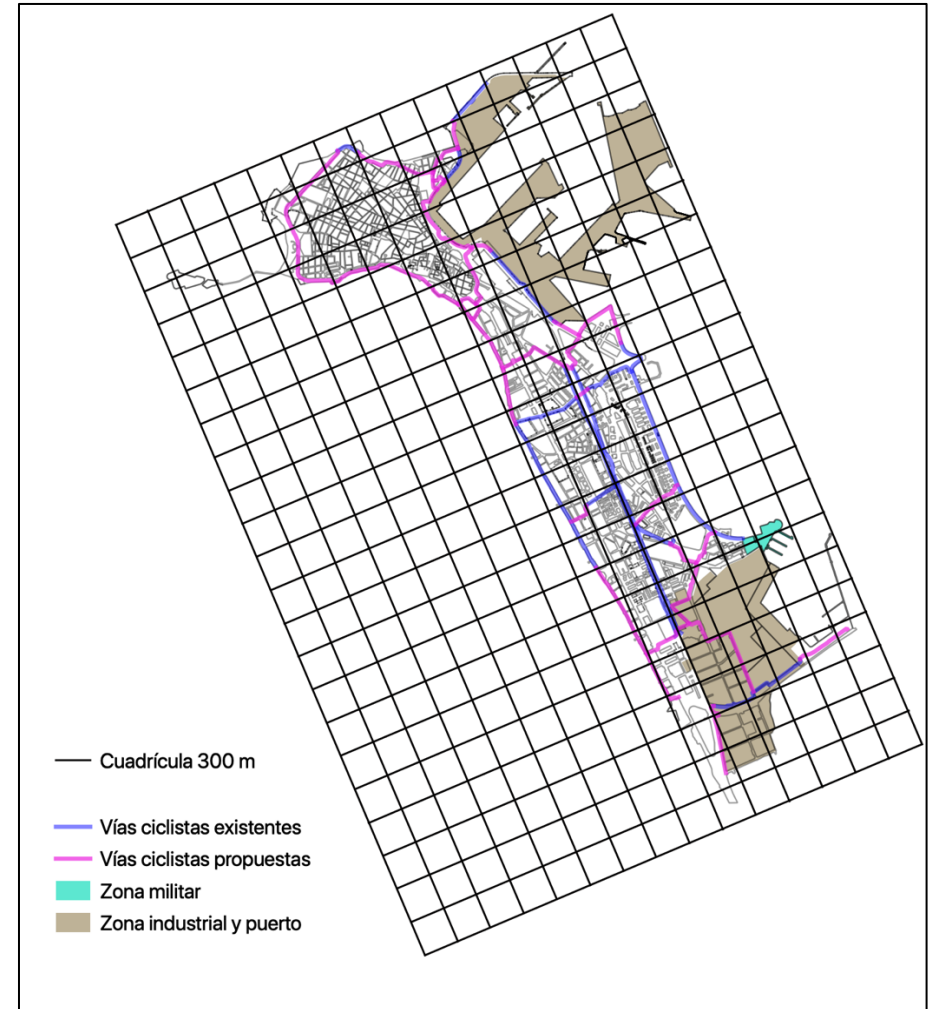 Cuadrícula 300 m
Vías ciclistas existentes
Vías ciclistas propuestas
Zona militar
Zona industrial y puerto